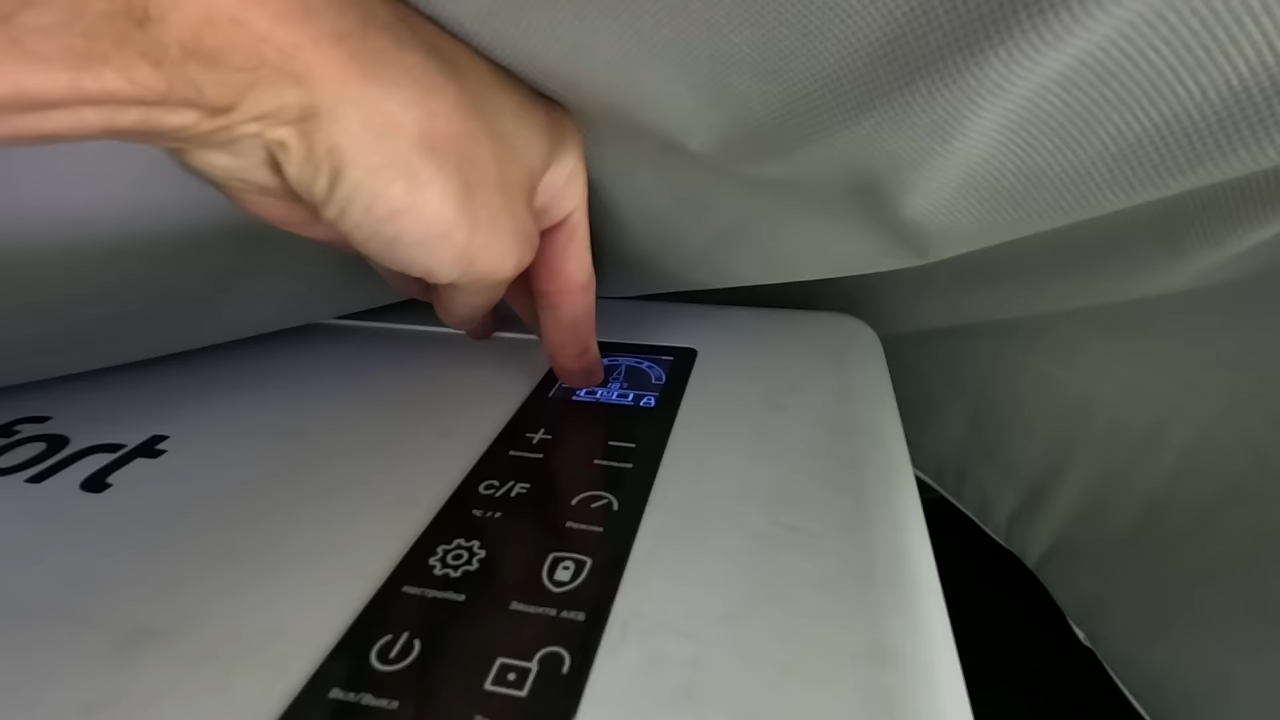 fort
C/F
°C / F
Режим
настройка
Защита АКБ
Вкл/Выкл